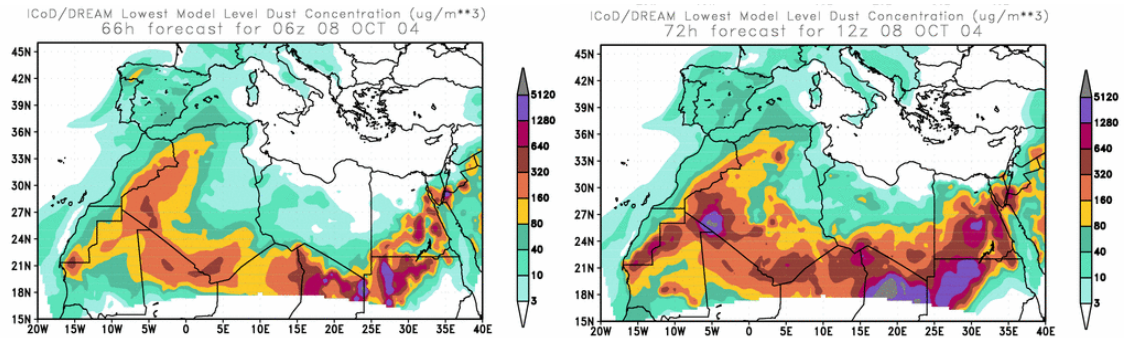 ICoD/DREAM Lowest Model Level Dust Concentration (ug/m**3)
66h forecast for 06z 08 OCT 04
45N
42N
39N
36N
33N
30N
27N
24N
21N
18N
15N
20W 15W 10W 5W 0 5E 10E 15E 20E 25E 30E 35E 40E
5120
1280
640
320
160
80
40
10
3
ICoD/DREAM Lowest Model Level Dust Concentration (ug/m**3)
72h forecast for 12z 08 OCT 04
45N
42N
39N
36N
33N
30N
27N
24N
21N
18N
15N
20W 15W 10W 5W 0 5E 10E 15E 20E 25E 30E 35E 40E
5120
1280
640
320
160
80
40
10
3